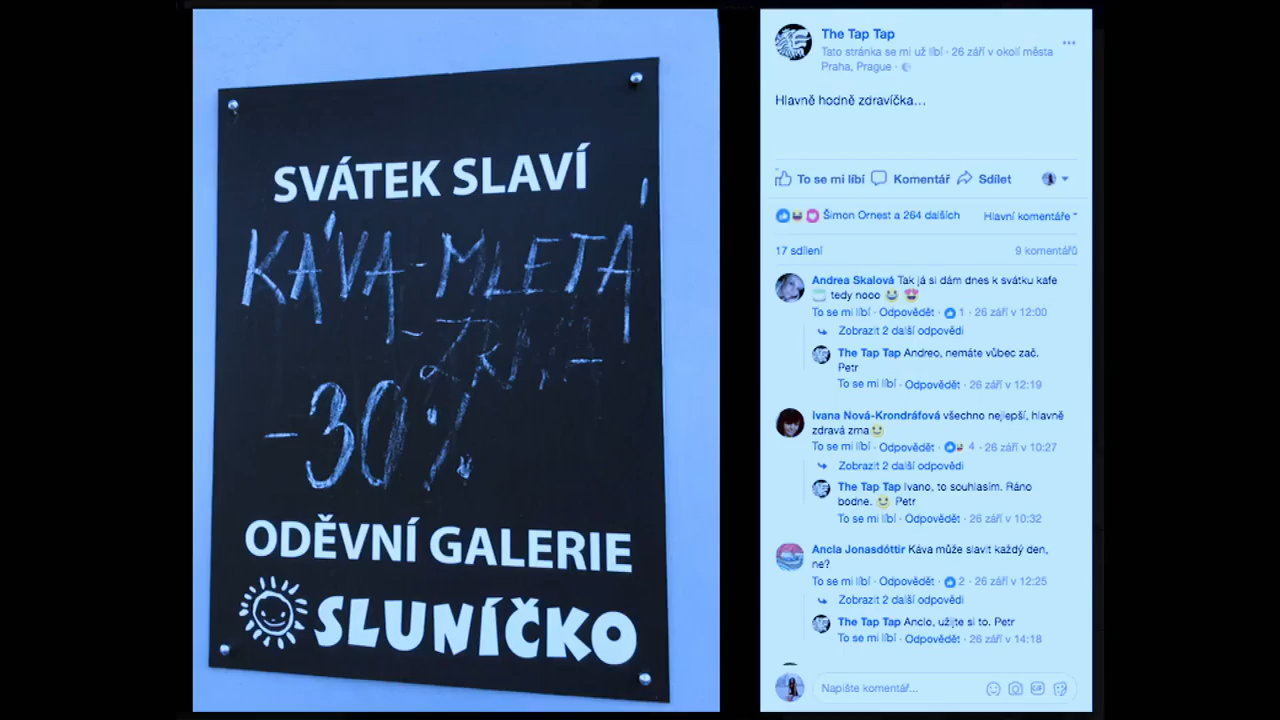 SVÁTEK SLAVÍ
KÁVA-MLETÁ
-ZRNO-
-30%
ODĚVNÍ GALERIE
SLUNÍČKO
The Tap Tap
Tato stránka se mi už líbí · 26 září v okolí města
Praha, Prague ·
Hlavně hodně zdravíčka…
To se mi líbí Komentář Sdílet
Šimon Ornest a 264 dalších Hlavní komentáře
17 sdílení 9 komentářů
Andrea Skalová Tak já si dám dnes k svátku kafe
tedy nooo
To se mi líbí · Odpovědět · 1 · 26 září v 12:00
Zobrazit 2 další odpovědi
The Tap Tap Andreo, nemáte vůbec zač.
Petr
To se mi líbí · Odpovědět · 26 září v 12:19
Ivana Nová-Krondráfová všechno nejlepší, hlavně
zdravá zrna
To se mi líbí · Odpovědět · 4 · 26 září v 10:27
Zobrazit 2 další odpovědi
The Tap Tap Ivano, to souhlasím. Ráno
bodne. Petr
To se mi líbí · Odpovědět · 26 září v 10:32
Ancla Jonasdóttir Káva může slavit každý den,
ne?
To se mi líbí · Odpovědět · 2 · 26 září v 12:25
Zobrazit 2 další odpovědi
The Tap Tap Anclo, užijte si to. Petr
To se mi líbí · Odpovědět · 26 září v 14:18
Napište komentář...
GIF